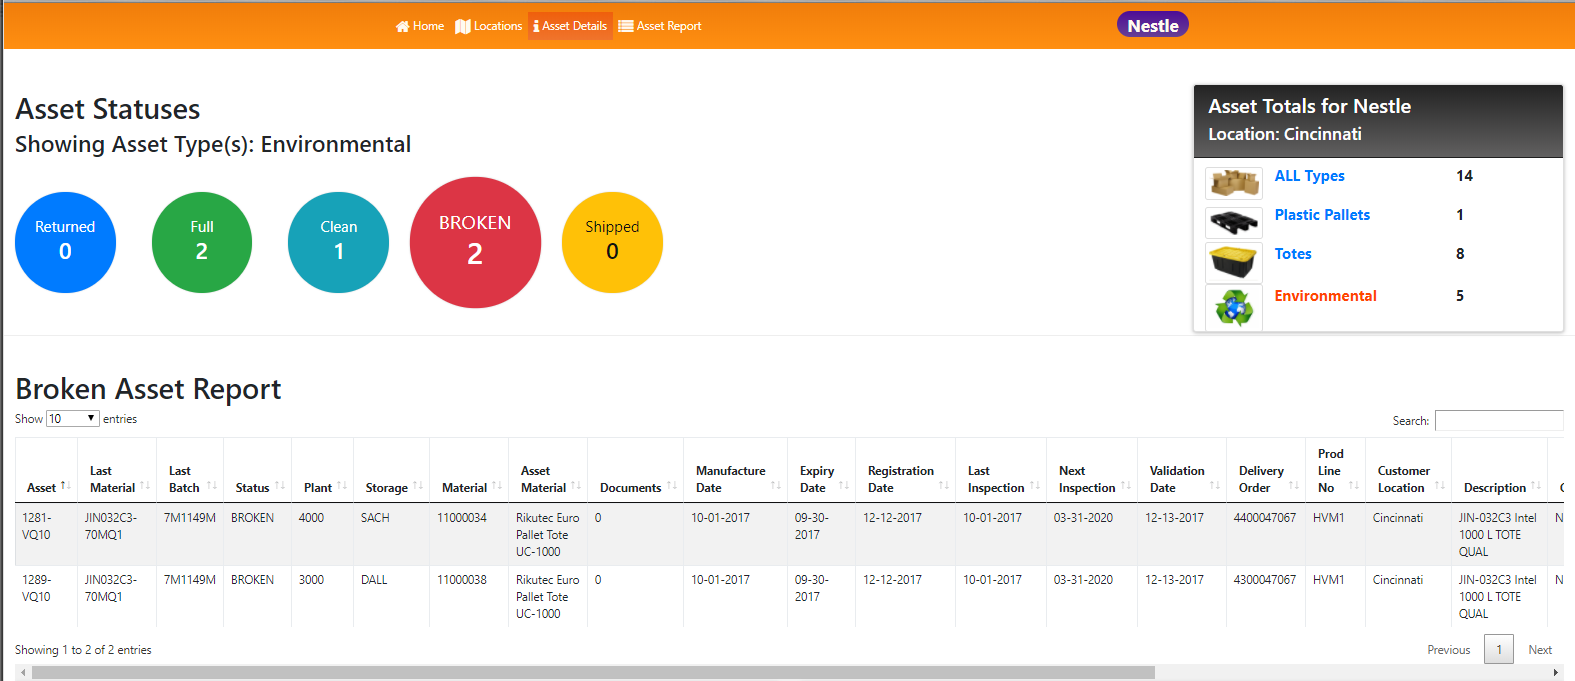 Home Locations Asset Details Asset Report Nestle
Asset Statuses
Showing Asset Type(s): Environmental
Returned
0
Full
2
Clean
1
BROKEN
2
Shipped
0
Asset Totals for Nestle
Location: Cincinnati
ALL Types 14
Plastic Pallets 1
Totes 8
Environmental 5
Broken Asset Report
Show 10 entries Search:
Asset Last Material Last Batch Status Plant Storage Material Asset Material Documents Manufacture Date Expiry Date Registration Date Last Inspection Next Inspection Validation Date Delivery Order Prod Line No Customer Location Description
1281-VQ10 JIN032C3-70MQ1 7M1149M BROKEN 4000 SACH 11000034 Rikutec Euro Pallet Tote UC-1000 0 10-01-2017 09-30-2017 12-12-2017 10-01-2017 03-31-2020 12-13-2017 4400047067 HVM1 Cincinnati JIN-032C3 Intel 1000 L TOTE QUAL N
1289-VQ10 JIN032C3-70MQ1 7M1149M BROKEN 3000 DALL 11000038 Rikutec Euro Pallet Tote UC-1000 0 10-01-2017 09-30-2017 12-12-2017 10-01-2017 03-31-2020 12-13-2017 4300047067 HVM1 Cincinnati JIN-032C3 Intel 1000 L TOTE QUAL N
Showing 1 to 2 of 2 entries Previous 1 Next